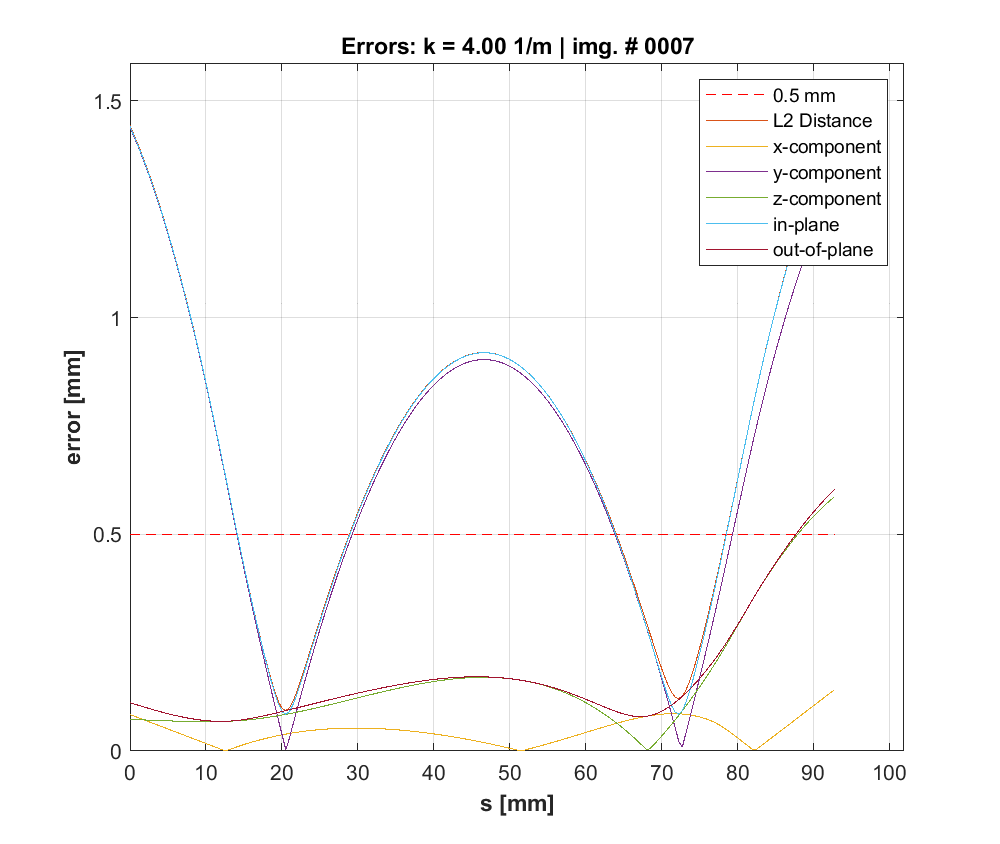 Errors: k = 4.00 1/m | img. # 0007
1.5
1
0.5
0
error [mm]
0.5 mm
L2 Distance
x-component
y-component
z-component
in-plane
out-of-plane
0 10 20 30 40 50 60 70 80 90 100
s [mm]